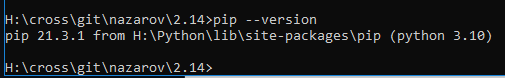 H:\cross\git\nazarov\2.14>pip --version
pip 21.3.1 from H:\Python\lib\site-packages\pip (python 3.10)
H:\cross\git\nazarov\2.14>